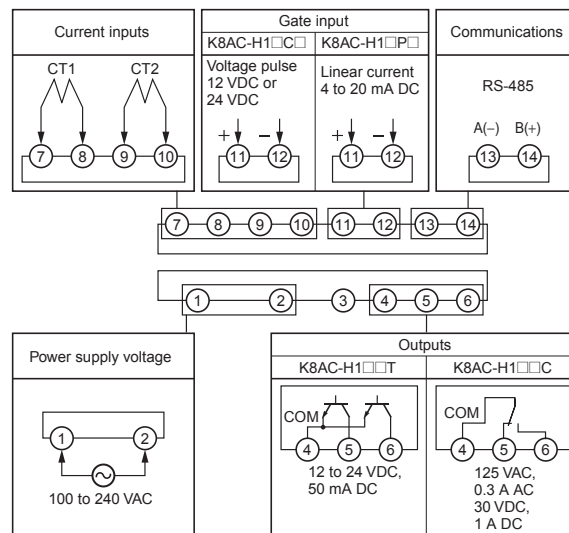 Current inputs
CT1
CT2
7 8 9 10
Gate input
K8AC-H1□C□
Voltage pulse
12 VDC or
24 VDC
+ −
11 12
K8AC-H1□P□
Linear current
4 to 20 mA DC
+ −
11 12
Communications
RS-485
A(−) B(+)
13 14
7 8 9 10 11 12 13 14
1 2 3 4 5 6
Power supply voltage
1 2
100 to 240 VAC
Outputs
K8AC-H1□□T
COM
4 5 6
12 to 24 VDC,
50 mA DC
K8AC-H1□□C
COM
4 5 6
125 VAC,
0.3 A AC
30 VDC,
1 A DC